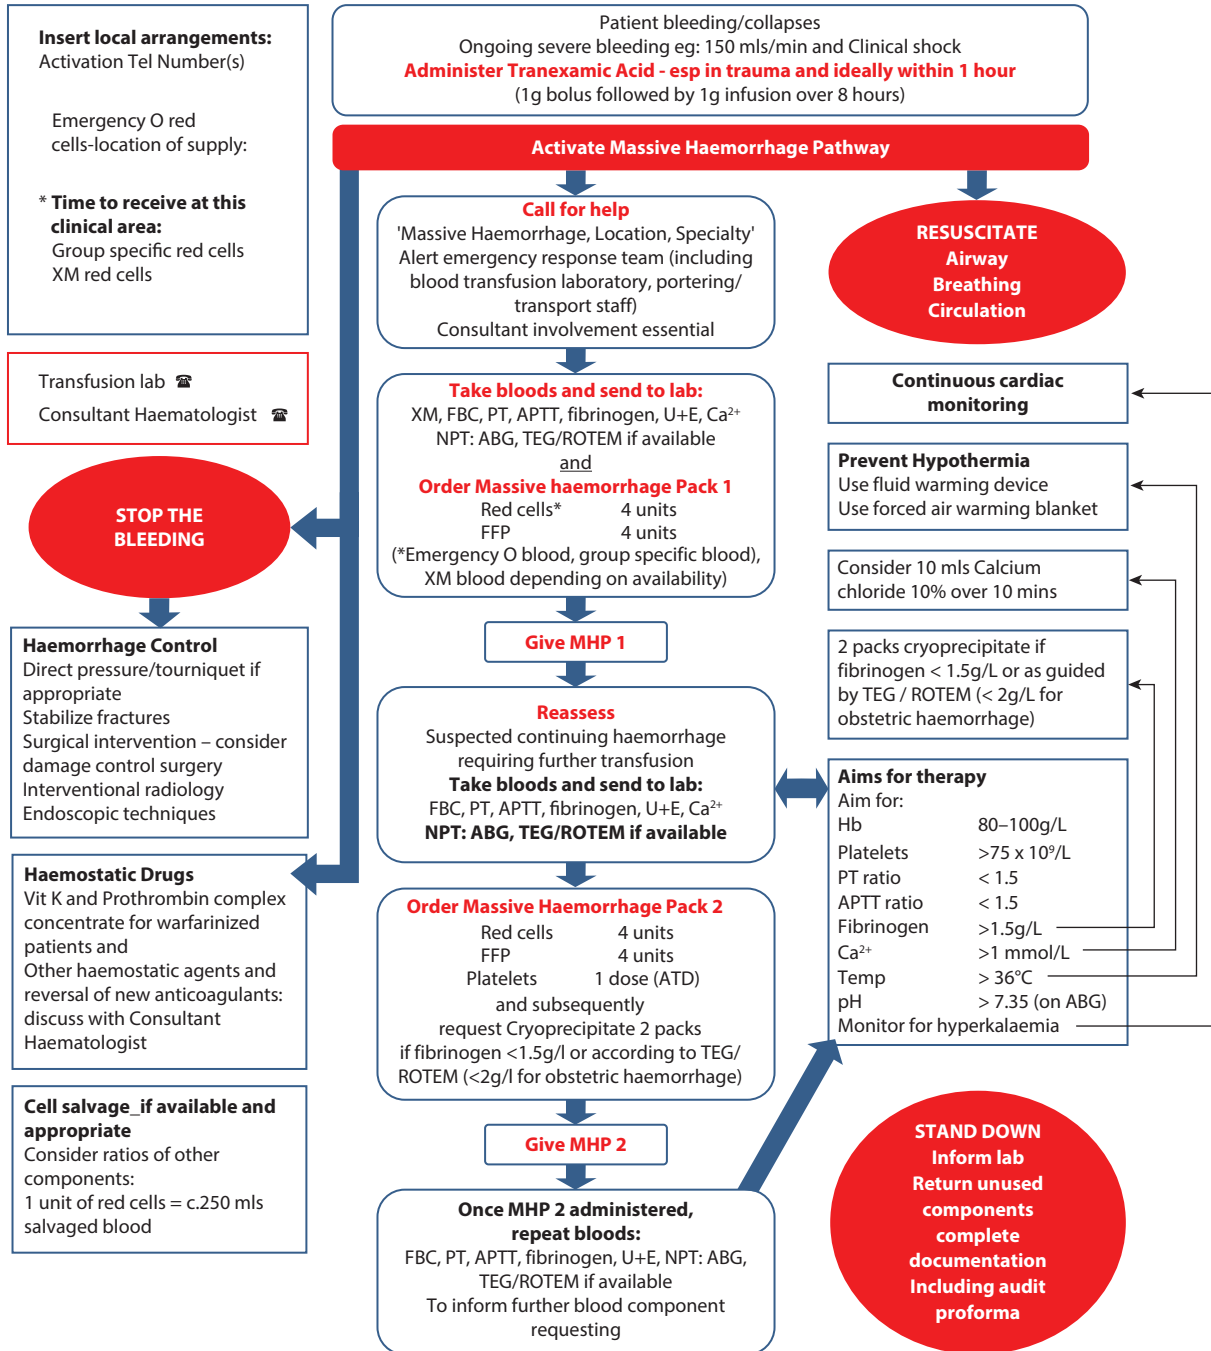 Insert local arrangements:
Activation Tel Number(s)
Emergency O red
cells-location of supply:
* Time to receive at this
clinical area:
Group specific red cells
XM red cells
Transfusion lab ☎
Consultant Haematologist ☎
STOP THE
BLEEDING
Haemorrhage Control
Direct pressure/tourniquet if
appropriate
Stabilize fractures
Surgical intervention – consider
damage control surgery
Interventional radiology
Endoscopic techniques
Haemostatic Drugs
Vit K and Prothrombin complex
concentrate for warfarinized
patients and
Other haemostatic agents and
reversal of new anticoagulants:
discuss with Consultant
Haematologist
Cell salvage_if available and
appropriate
Consider ratios of other
components:
1 unit of red cells = c.250 mls
salvaged blood
Patient bleeding/collapses
Ongoing severe bleeding eg: 150 mls/min and Clinical shock
Administer Tranexamic Acid - esp in trauma and ideally within 1 hour
(1g bolus followed by 1g infusion over 8 hours)
Activate Massive Haemorrhage Pathway
Call for help
'Massive Haemorrhage, Location, Specialty'
Alert emergency response team (including
blood transfusion laboratory, portering/
transport staff)
Consultant involvement essential
Take bloods and send to lab:
XM, FBC, PT, APTT, fibrinogen, U+E, Ca²⁺
NPT: ABG, TEG/ROTEM if available
and
Order Massive haemorrhage Pack 1
Red cells* 4 units
FFP 4 units
(*Emergency O blood, group specific blood),
XM blood depending on availability)
Give MHP 1
Reassess
Suspected continuing haemorrhage
requiring further transfusion
Take bloods and send to lab:
FBC, PT, APTT, fibrinogen, U+E, Ca²⁺
NPT: ABG, TEG/ROTEM if available
Order Massive Haemorrhage Pack 2
Red cells 4 units
FFP 4 units
Platelets 1 dose (ATD)
and subsequently
request Cryoprecipitate 2 packs
if fibrinogen <1.5g/l or according to TEG/
ROTEM (<2g/l for obstetric haemorrhage)
Give MHP 2
Once MHP 2 administered,
repeat bloods:
FBC, PT, APTT, fibrinogen, U+E, NPT: ABG,
TEG/ROTEM if available
To inform further blood component
requesting
RESUSCITATE
Airway
Breathing
Circulation
Continuous cardiac
monitoring
Prevent Hypothermia
Use fluid warming device
Use forced air warming blanket
Consider 10 mls Calcium
chloride 10% over 10 mins
2 packs cryoprecipitate if
fibrinogen < 1.5g/L or as guided
by TEG / ROTEM (< 2g/L for
obstetric haemorrhage)
Aims for therapy
Aim for:
Hb 80–100g/L
Platelets >75 x 10⁹/L
PT ratio < 1.5
APTT ratio < 1.5
Fibrinogen >1.5g/L
Ca²⁺ >1 mmol/L
Temp > 36°C
pH > 7.35 (on ABG)
Monitor for hyperkalaemia
STAND DOWN
Inform lab
Return unused
components
complete
documentation
Including audit
proforma